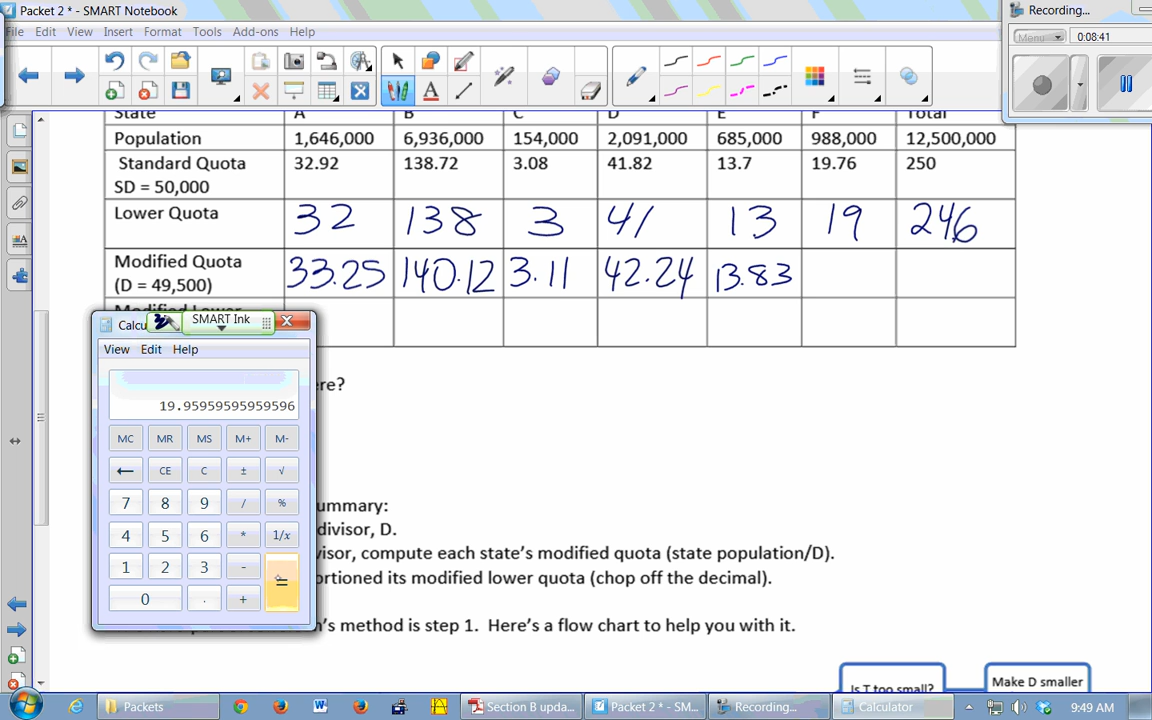 Packet 2 * - SMART Notebook
Recording...
File Edit View Insert Format Tools Add-ons Help
Menu 0:08:41
State A B C D E F Total
Population 1,646,000 6,936,000 154,000 2,091,000 685,000 988,000 12,500,000
Standard Quota 32.92 138.72 3.08 41.82 13.7 19.76 250
SD = 50,000
Lower Quota 32 138 3 41 13 19 246
Modified Quota 33.25 140.12 3.11 42.24 13.83
(D = 49,500)
Modified Lower
Calcu SMART Ink
View Edit Help
ere?
19.95959595959596
MC MR MS M+ M-
← CE C ± √
7 8 9 / %
4 5 6 * 1/x
1 2 3 - =
0 . +
ummary:
divisor, D.
visor, compute each state's modified quota (state population/D).
ortioned its modified lower quota (chop off the decimal).
's method is step 1. Here's a flow chart to help you with it.
Is T too small? Make D smaller
Packets Section B upda... Packet 2 * - SM... Recording... Calculator 9:49 AM